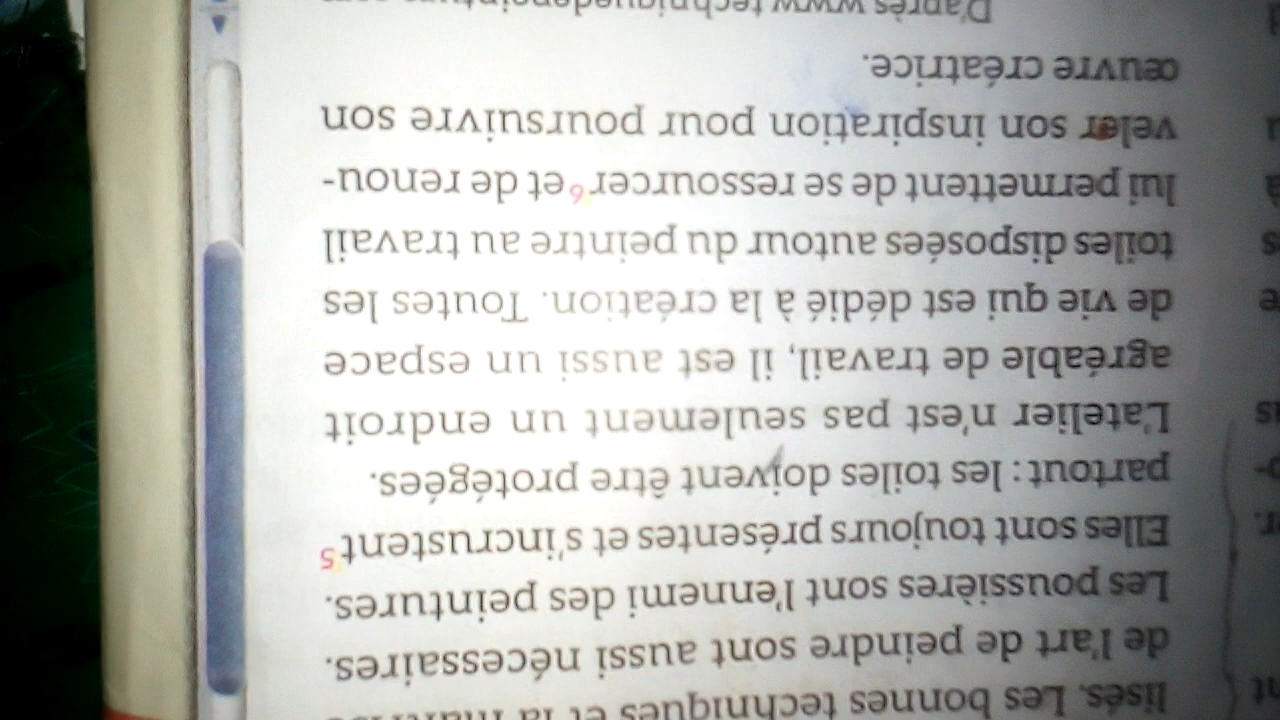 lisés. Les bonnes techniques et la
de l'art de peindre sont aussi nécessaires.
Les poussières sont l'ennemi des peintures.
Elles sont toujours présentes et s'incrustent⁵
partout : les toiles doivent être protégées.
L'atelier n'est pas seulement un endroit
agréable de travail, il est aussi un espace
de vie qui est dédié à la création. Toutes les
toiles disposées autour du peintre au travail
lui permettent de se ressourcer⁶ et de renou-
veler son inspiration pour poursuivre son
œuvre créatrice.
D'après www.